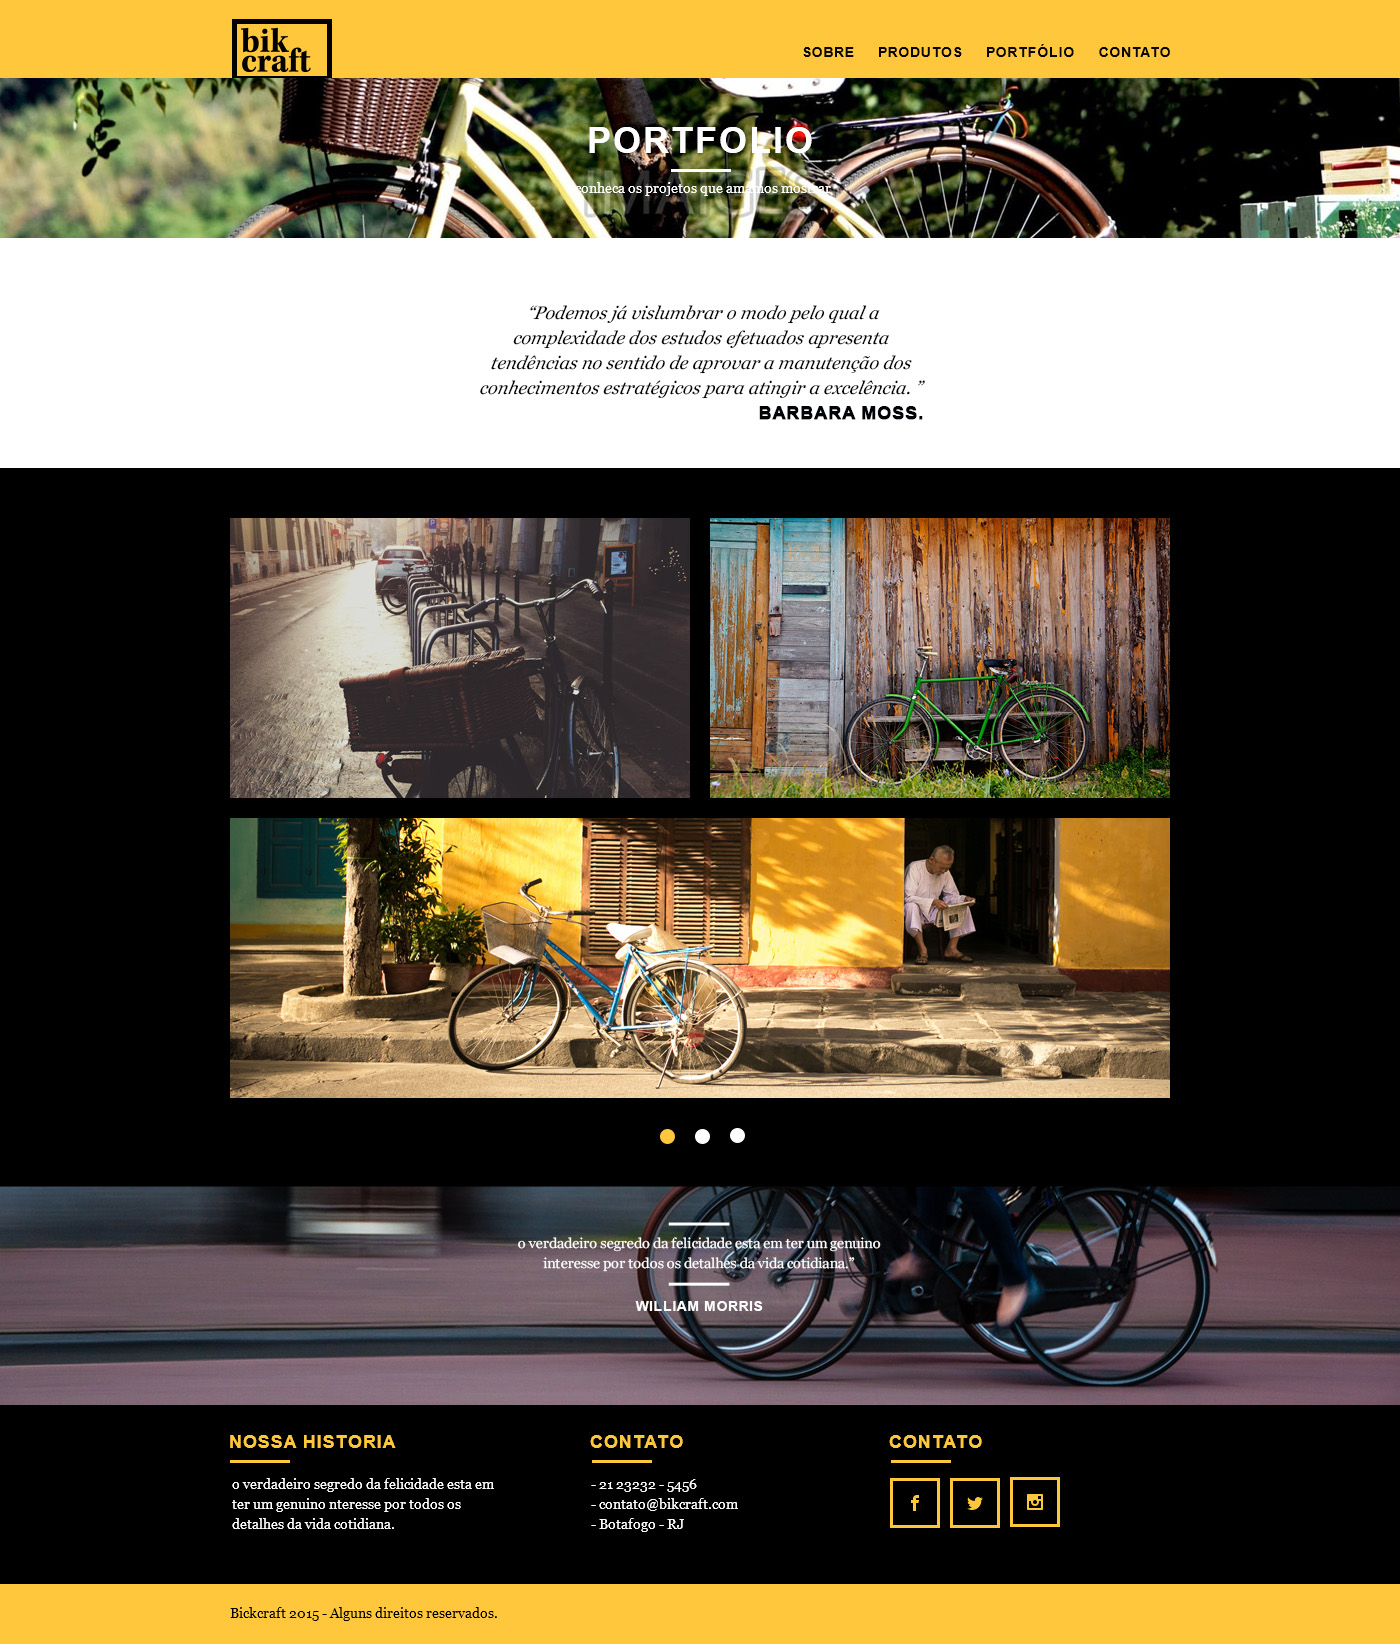 bik
craft
SOBRE PRODUTOS PORTFÓLIO CONTATO
PORTFOLIO
conheca os projetos que amamos mostrar
“Podemos já vislumbrar o modo pelo qual a
complexidade dos estudos efetuados apresenta
tendências no sentido de aprovar a manutenção dos
conhecimentos estratégicos para atingir a excelência. ”
BARBARA MOSS.
o verdadeiro segredo da felicidade esta em ter um genuino
interesse por todos os detalhes da vida cotidiana.”
WILLIAM MORRIS
NOSSA HISTORIA
o verdadeiro segredo da felicidade esta em
ter um genuino nteresse por todos os
detalhes da vida cotidiana.
CONTATO
- 21 23232 - 5456
- contato@bikcraft.com
- Botafogo - RJ
CONTATO
Bickcraft 2015 - Alguns direitos reservados.